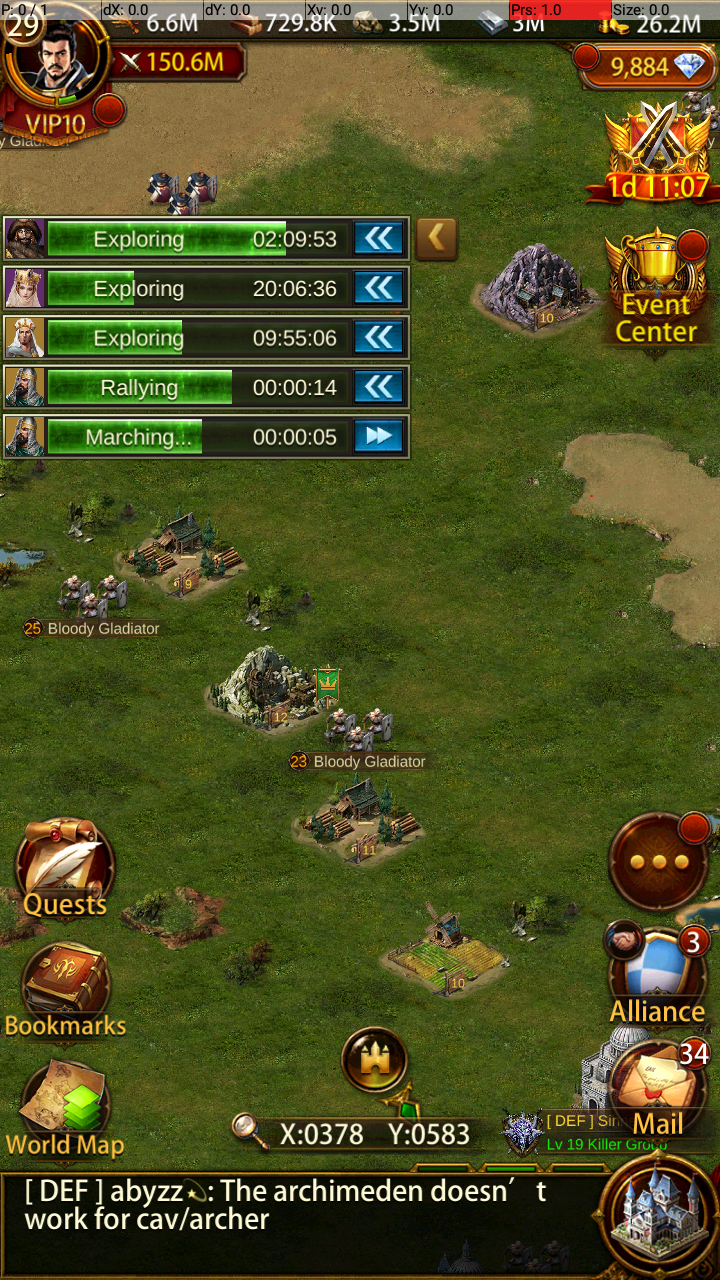 P: 0 / 1 dX: 0.0 dY: 0.0 Xv: 0.0 Yv: 0.0 Prs: 1.0 Size: 0.0
29 6.6M 729.8K 3.5M 3M 26.2M
150.6M
9,884
VIP10
1d 11:07
Exploring 02:09:53
Exploring 20:06:36
Exploring 09:55:06
Rallying 00:00:14
Marching... 00:00:05
10
Event
Center
9
25 Bloody Gladiator
12
23 Bloody Gladiator
11
Quests
10
3
Bookmarks
Alliance
34
World Map
X:0378 Y:0583
[ DEF ]
Mail
Lv 19 Killer
[ DEF ] abyzz: The archimeden doesn't
work for cav/archer